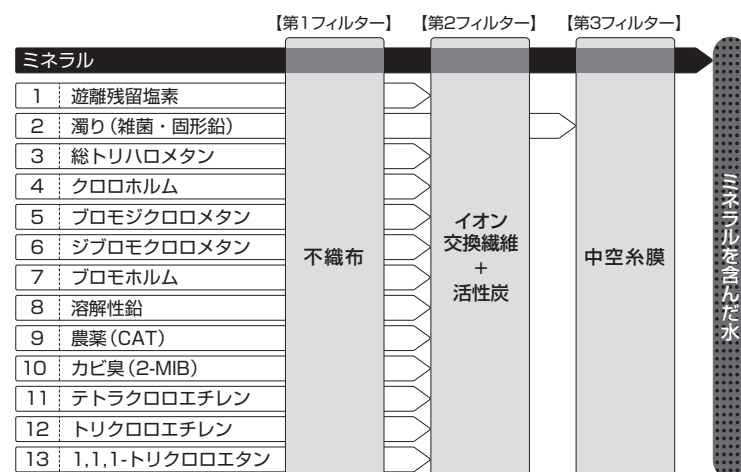 【第1フィルター】 【第2フィルター】 【第3フィルター】
ミネラル
1 遊離残留塩素
2 濁り(雑菌・固形鉛)
3 総トリハロメタン
4 クロロホルム
5 ブロモジクロロメタン
6 ジブロモクロロメタン
7 ブロモホルム
8 溶解性鉛
9 農薬(CAT)
10 カビ臭(2-MIB)
11 テトラクロロエチレン
12 トリクロロエチレン
13 1,1,1-トリクロロエタン
不織布
イオン
交換繊維
+
活性炭
中空糸膜
ミネラルを含んだ水